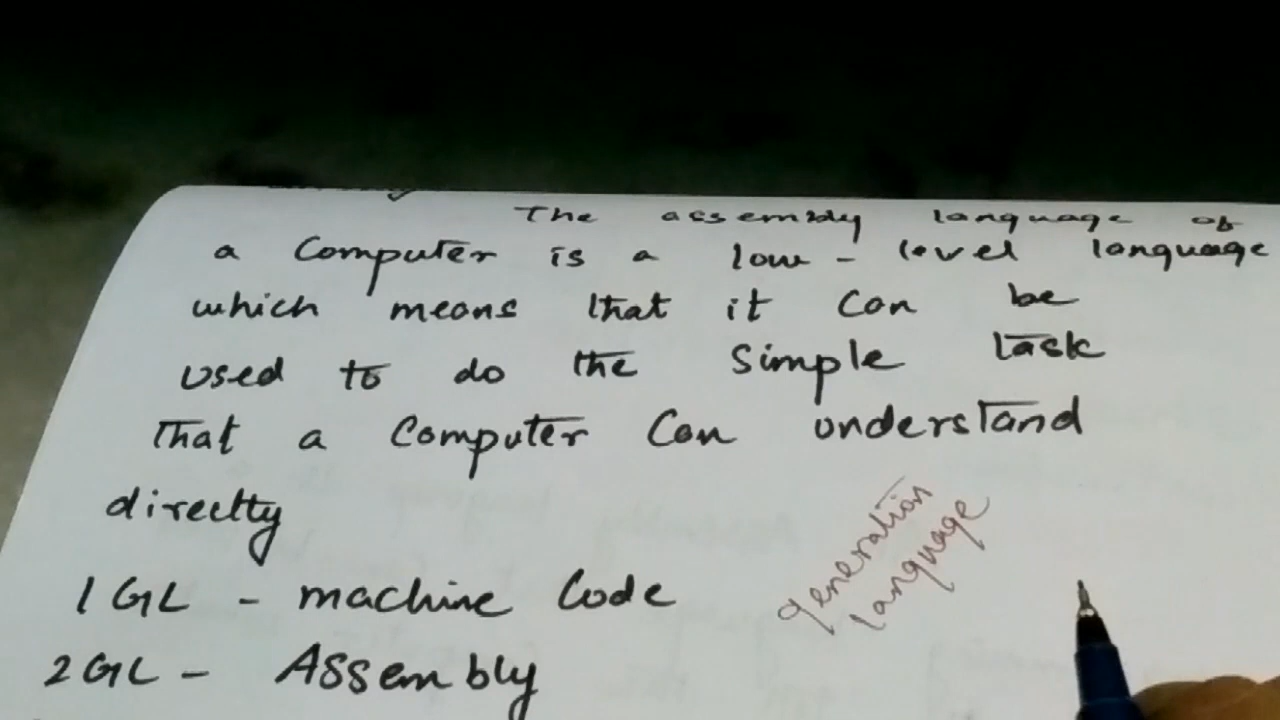 The assembly language of
a Computer is a low - level language
which means that it Can be
used to do the Simple task
that a Computer Can understand
directly
generation
language
1GL - machine Code
2GL - Assembly